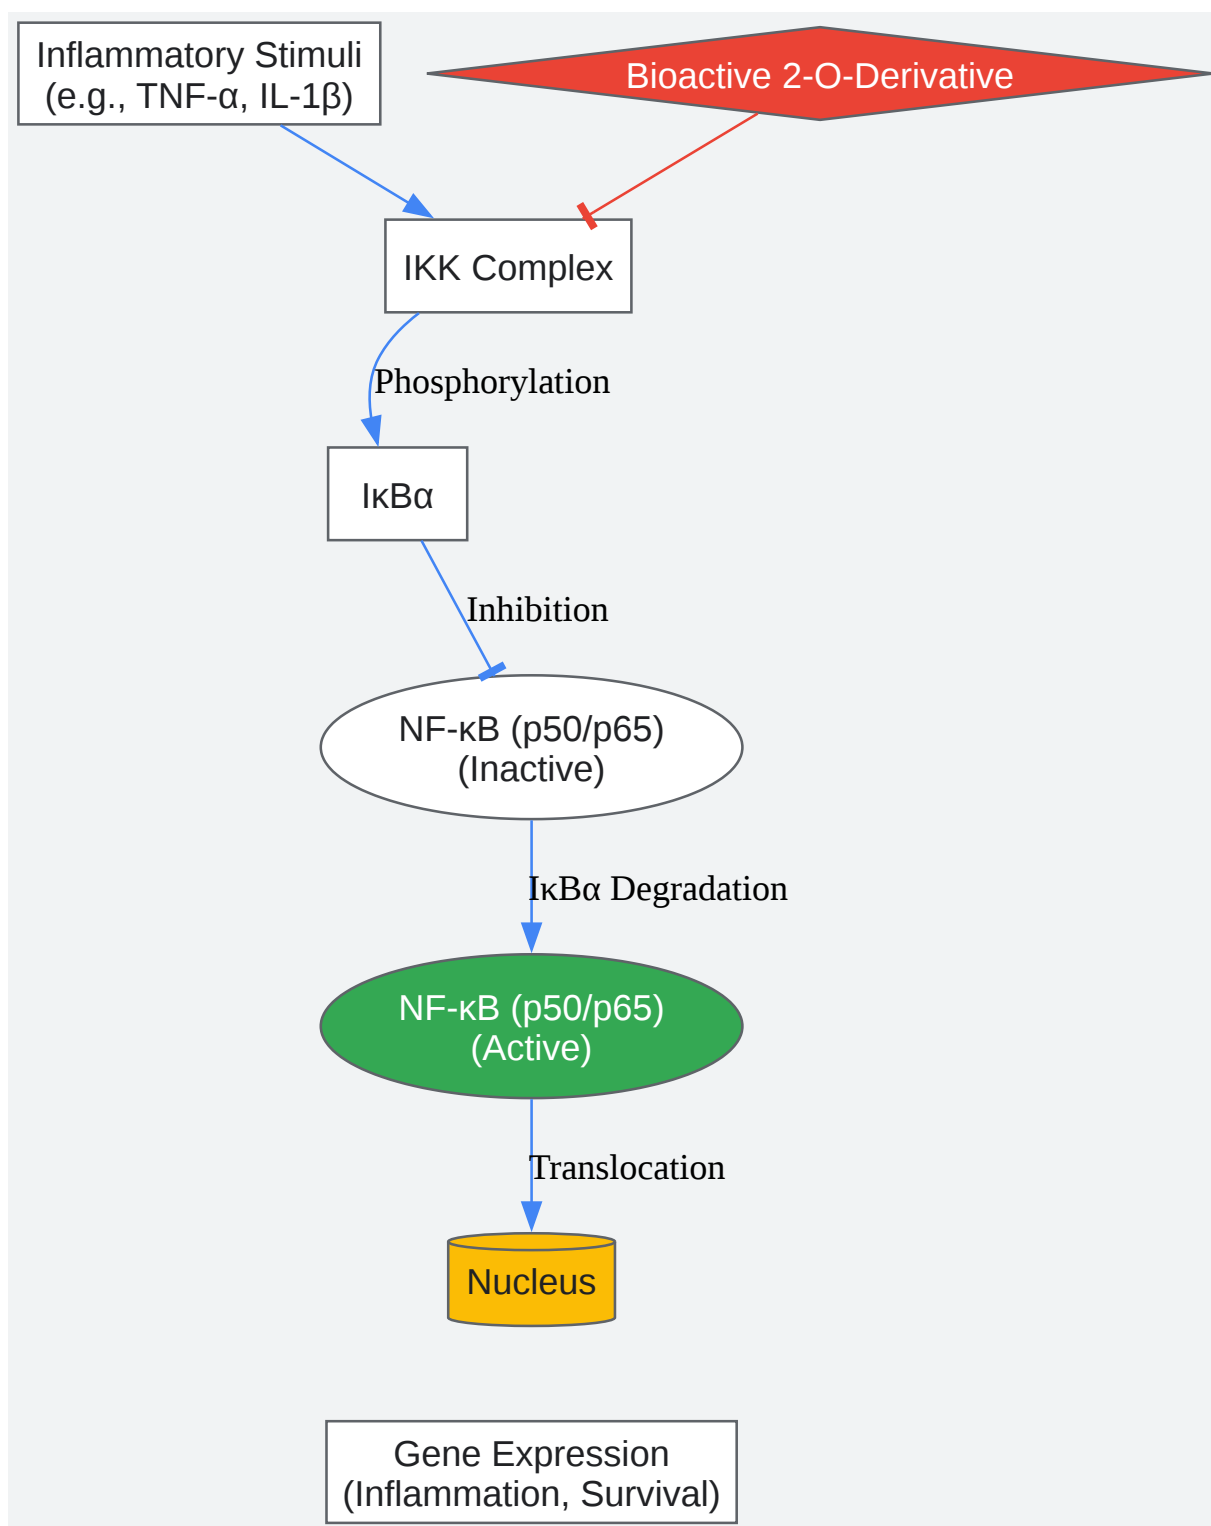 Inflammatory Stimuli
(e.g., TNF-α, IL-1β)
Bioactive 2-O-Derivative
IKK Complex
Phosphorylation
IκBα
Inhibition
NF-κB (p50/p65)
(Inactive)
IκBα Degradation
NF-κB (p50/p65)
(Active)
Translocation
Nucleus
Gene Expression
(Inflammation, Survival)